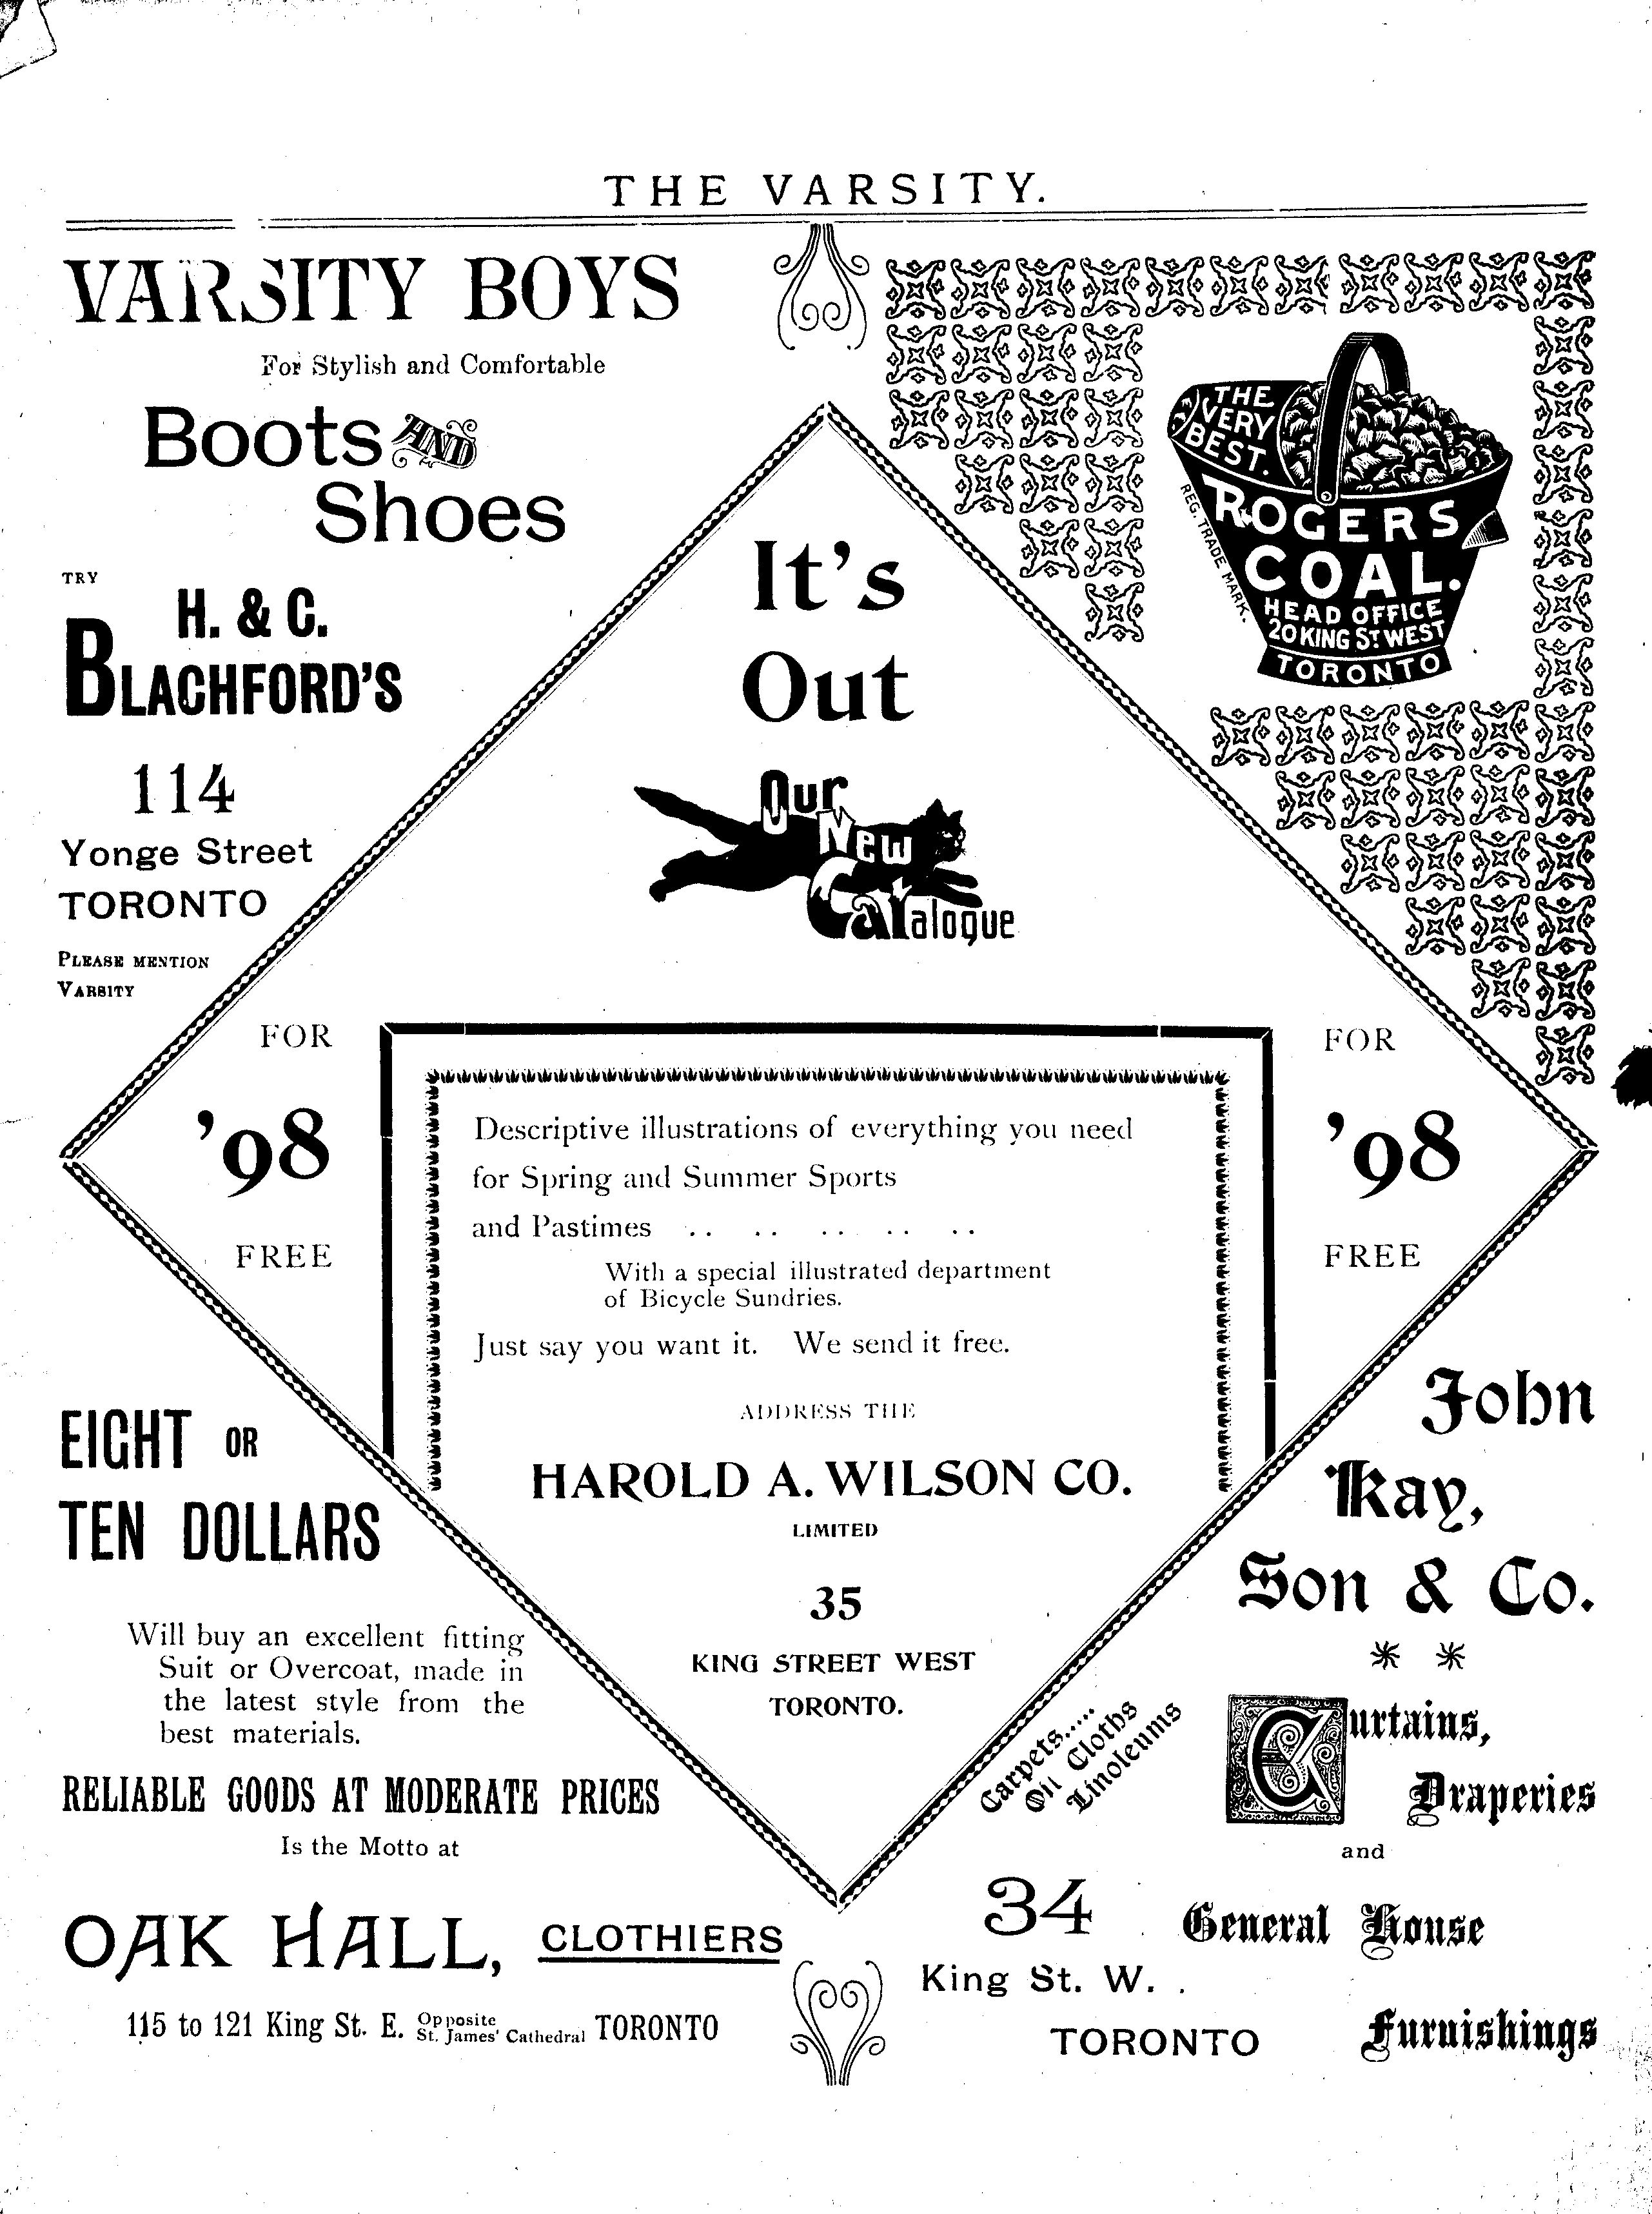 THE VARSITY.
VARSITY BOYS
For Stylish and Comfortable
Boots AND
Shoes
TRY
H. & C.
BLACHFORD'S
114
Yonge Street
TORONTO
PLEASE MENTION
VARSITY
THE
VERY
BEST.
ROGERS
COAL.
HEAD OFFICE
20 KING ST. WEST
TORONTO
REG. TRADE MARK.
It's
Out
Our
New
Catalogue
FOR
'98
FREE
Descriptive illustrations of everything you need
for Spring and Summer Sports
and Pastimes .. .. .. .. ..
With a special illustrated department
of Bicycle Sundries.
Just say you want it. We send it free.
ADDRESS THE
HAROLD A. WILSON CO.
LIMITED
35
KING STREET WEST
TORONTO.
FOR
'98
FREE
EIGHT OR
TEN DOLLARS
Will buy an excellent fitting
Suit or Overcoat, made in
the latest style from the
best materials.
RELIABLE GOODS AT MODERATE PRICES
Is the Motto at
OAK HALL, CLOTHIERS
115 to 121 King St. E. Opposite St. James' Cathedral TORONTO
John
Kay,
Son & Co.
Carpets.....
Oil Cloths
Linoleums
Curtains,
Draperies
and
General House
Furnishings
34
King St. W. .
TORONTO